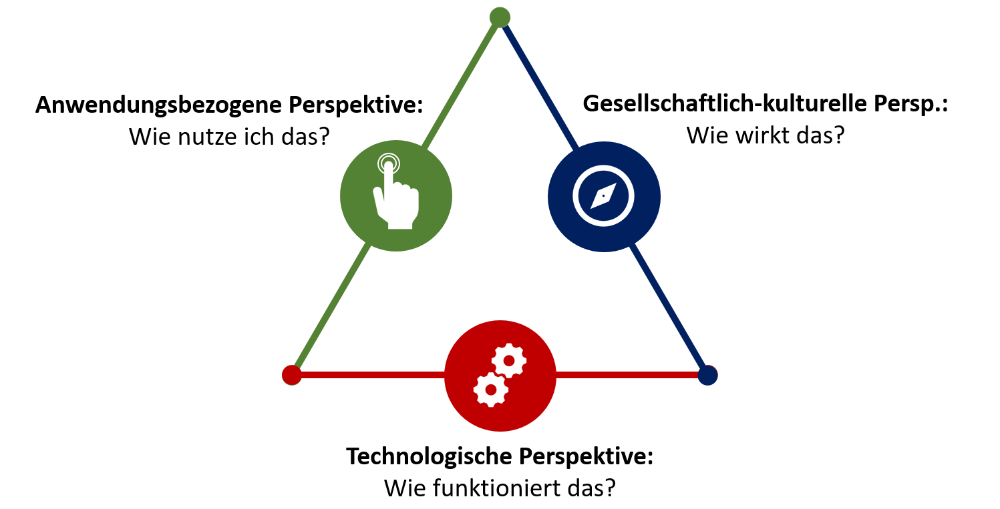 Anwendungsbezogene Perspektive:
Wie nutze ich das?
Gesellschaftlich-kulturelle Persp.:
Wie wirkt das?
Technologische Perspektive:
Wie funktioniert das?